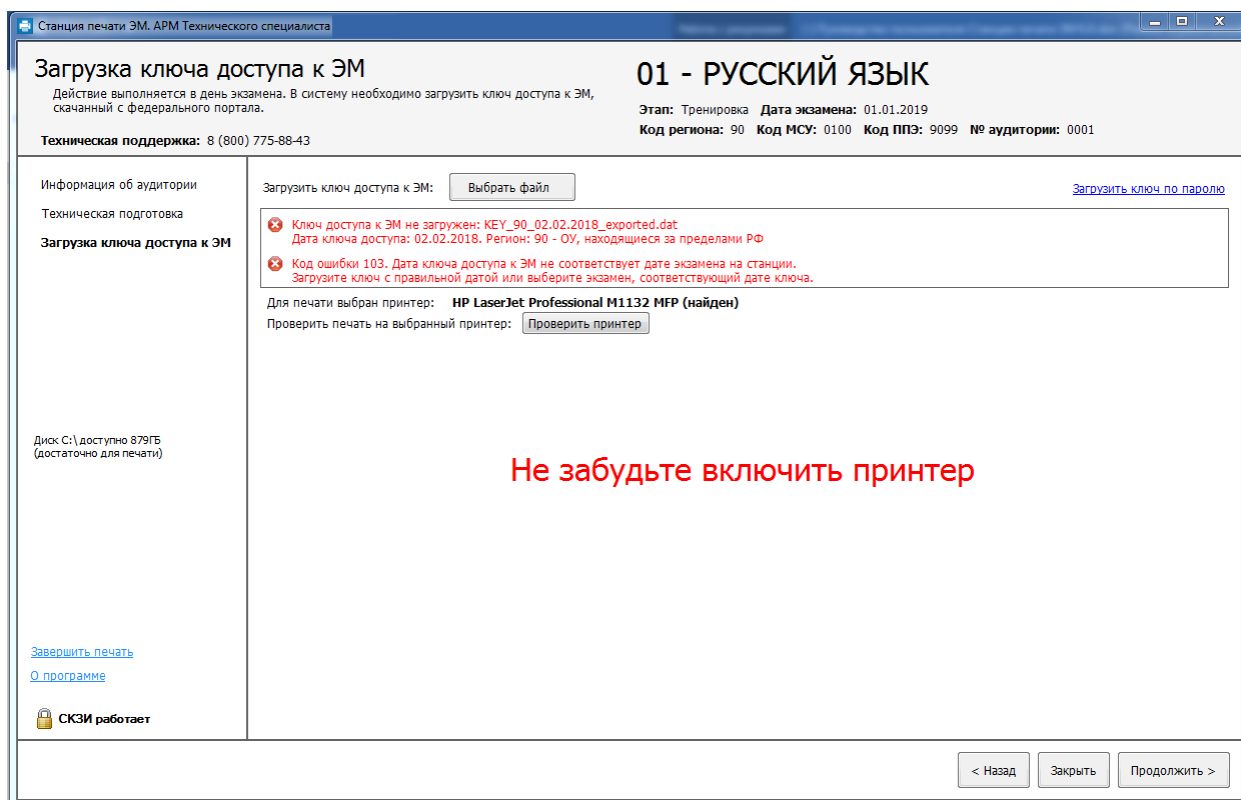 Станция печати ЭМ. АРМ Технического специалиста
Загрузка ключа доступа к ЭМ
Действие выполняется в день экзамена. В систему необходимо загрузить ключ доступа к ЭМ,
скачанный с федерального портала.
Техническая поддержка: 8 (800) 775-88-43
01 - РУССКИЙ ЯЗЫК
Этап: Тренировка Дата экзамена: 01.01.2019
Код региона: 90 Код МСУ: 0100 Код ППЭ: 9099 № аудитории: 0001
Информация об аудитории
Техническая подготовка
Загрузка ключа доступа к ЭМ
Диск C:\ доступно 879ГБ
(достаточно для печати)
Завершить печать
О программе
СКЗИ работает
Загрузить ключ доступа к ЭМ: Выбрать файл
Загрузить ключ по паролю
Ключ доступа к ЭМ не загружен: KEY_90_02.02.2018_exported.dat
Дата ключа доступа: 02.02.2018. Регион: 90 - ОУ, находящиеся за пределами РФ
Код ошибки 103. Дата ключа доступа к ЭМ не соответствует дате экзамена на станции.
Загрузите ключ с правильной датой или выберите экзамен, соответствующий дате ключа.
Для печати выбран принтер: HP LaserJet Professional M1132 MFP (найден)
Проверить печать на выбранный принтер: Проверить принтер
Не забудьте включить принтер
< Назад
Закрыть
Продолжить >